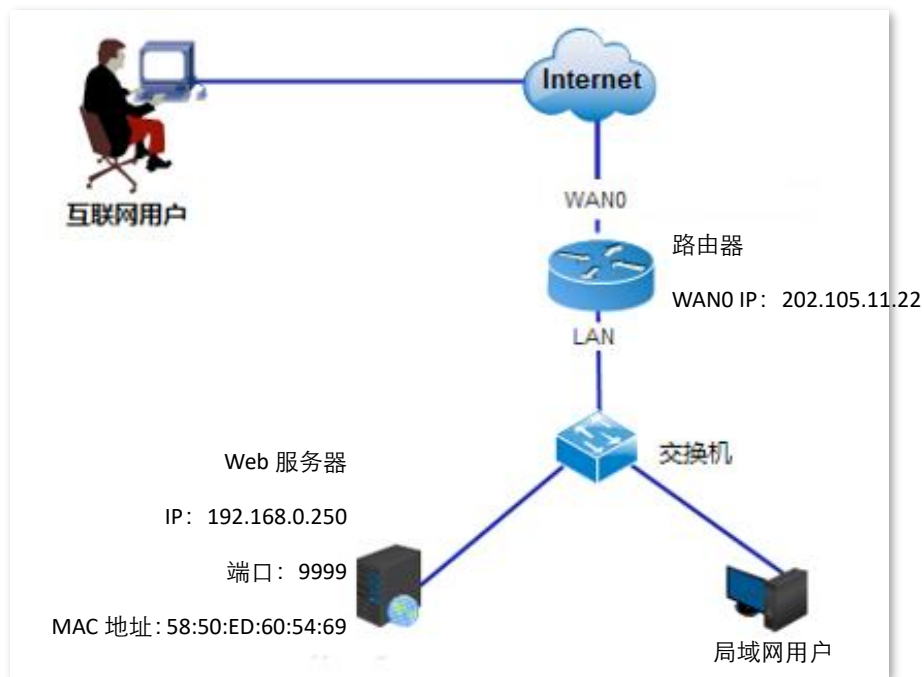 Internet
互联网用户
WAN0
路由器
WAN0 IP：202.105.11.22
LAN
交换机
Web 服务器
IP：192.168.0.250
端口：9999
MAC 地址：58:50:ED:60:54:69
局域网用户